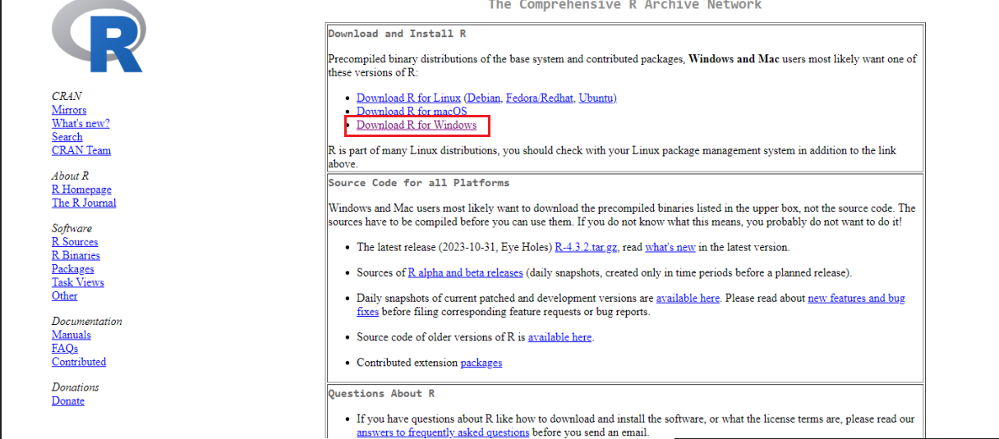 The Comprehensive R Archive Network
R
CRAN
Mirrors
What's new?
Search
CRAN Team
About R
R Homepage
The R Journal
Software
R Sources
R Binaries
Packages
Task Views
Other
Documentation
Manuals
FAQs
Contributed
Donations
Donate
Download and Install R
Precompiled binary distributions of the base system and contributed packages, Windows and Mac users most likely want one of
these versions of R:
• Download R for Linux (Debian, Fedora/Redhat, Ubuntu)
• Download R for macOS
• Download R for Windows
R is part of many Linux distributions, you should check with your Linux package management system in addition to the link
above.
Source Code for all Platforms
Windows and Mac users most likely want to download the precompiled binaries listed in the upper box, not the source code. The
sources have to be compiled before you can use them. If you do not know what this means, you probably do not want to do it!
• The latest release (2023-10-31, Eye Holes) R-4.3.2.tar.gz, read what's new in the latest version.
• Sources of R alpha and beta releases (daily snapshots, created only in time periods before a planned release).
• Daily snapshots of current patched and development versions are available here. Please read about new features and bug
fixes before filing corresponding feature requests or bug reports.
• Source code of older versions of R is available here.
• Contributed extension packages
Questions About R
• If you have questions about R like how to download and install the software, or what the license terms are, please read our
answers to frequently asked questions before you send an email.